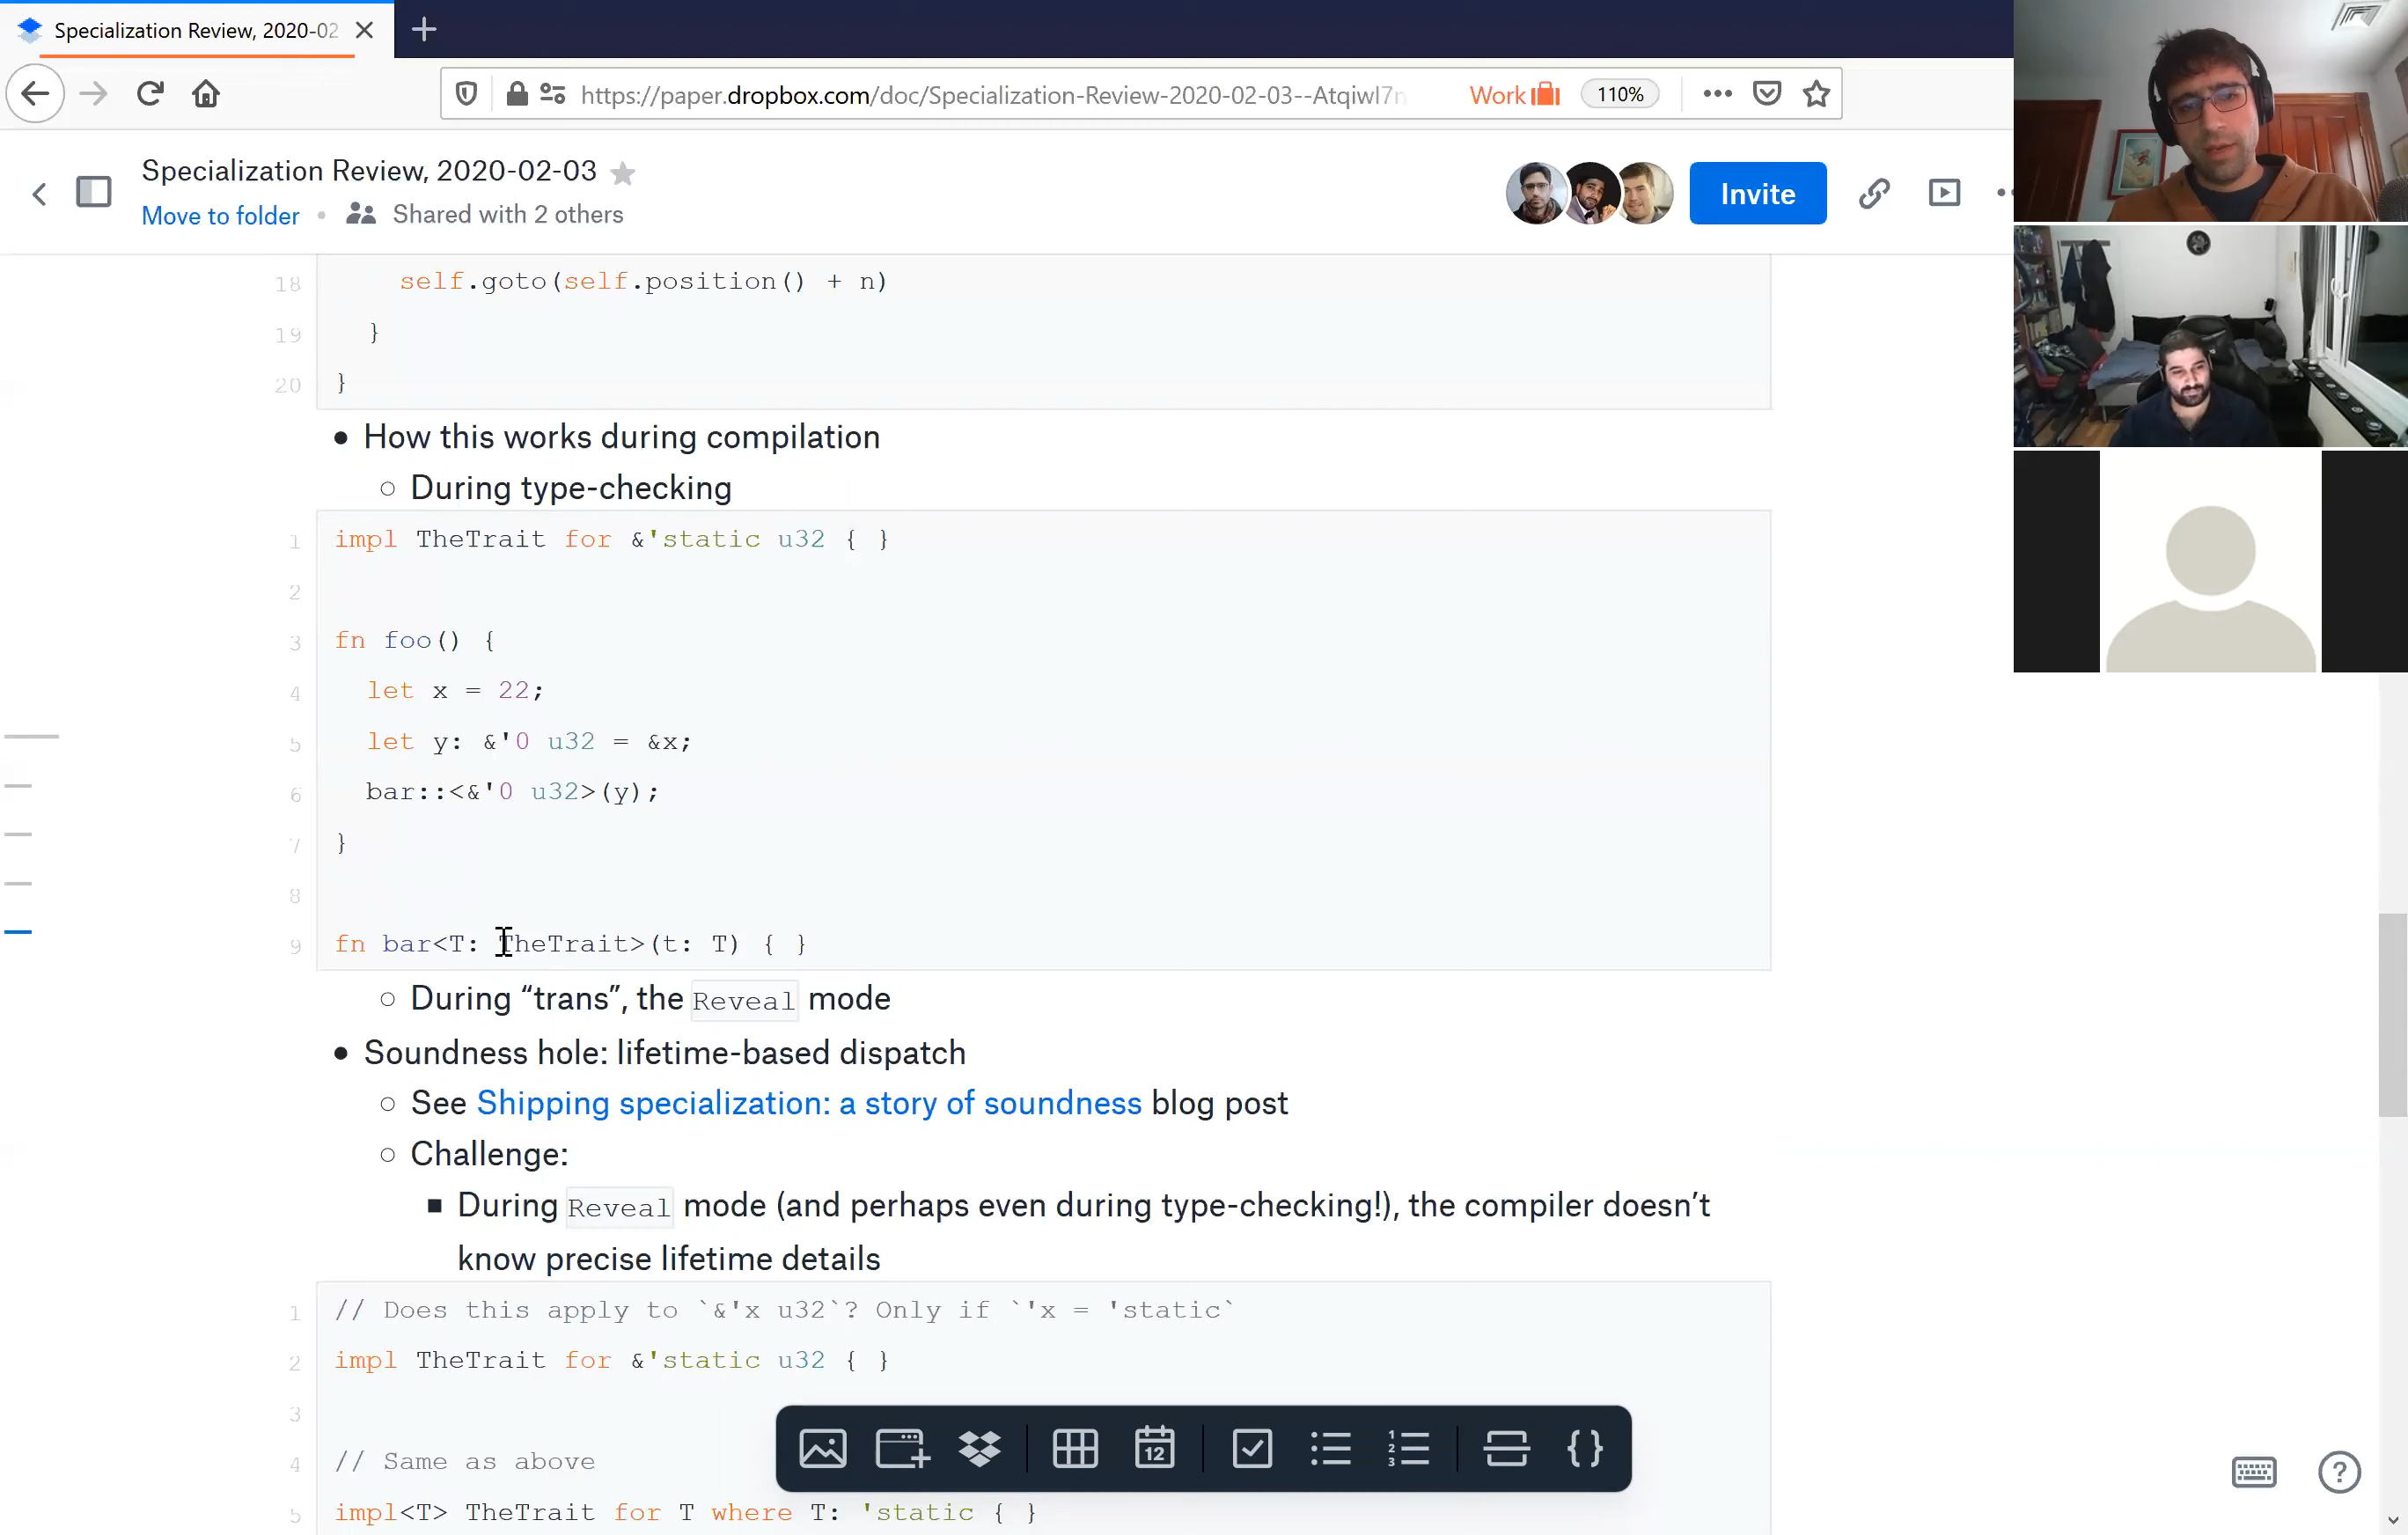 Specialization Review, 2020-02
https://paper.dropbox.com/doc/Specialization-Review-2020-02-03--AtqiwI7r
Work
110%
Specialization Review, 2020-02-03
Move to folder • Shared with 2 others
Invite
18 self.goto(self.position() + n)
19 }
20 }
• How this works during compilation
○ During type-checking
1 impl TheTrait for &'static u32 { }
2
3 fn foo() {
4 let x = 22;
5 let y: &'0 u32 = &x;
6 bar::<&'0 u32>(y);
7 }
8
9 fn bar<T: TheTrait>(t: T) { }
○ During “trans”, the Reveal mode
• Soundness hole: lifetime-based dispatch
○ See Shipping specialization: a story of soundness blog post
○ Challenge:
■ During Reveal mode (and perhaps even during type-checking!), the compiler doesn’t
know precise lifetime details
1 // Does this apply to `&'x u32`? Only if `'x = 'static`
2 impl TheTrait for &'static u32 { }
3
4 // Same as above
5 impl<T> TheTrait for T where T: 'static { }
12
1
2
3
{}
?